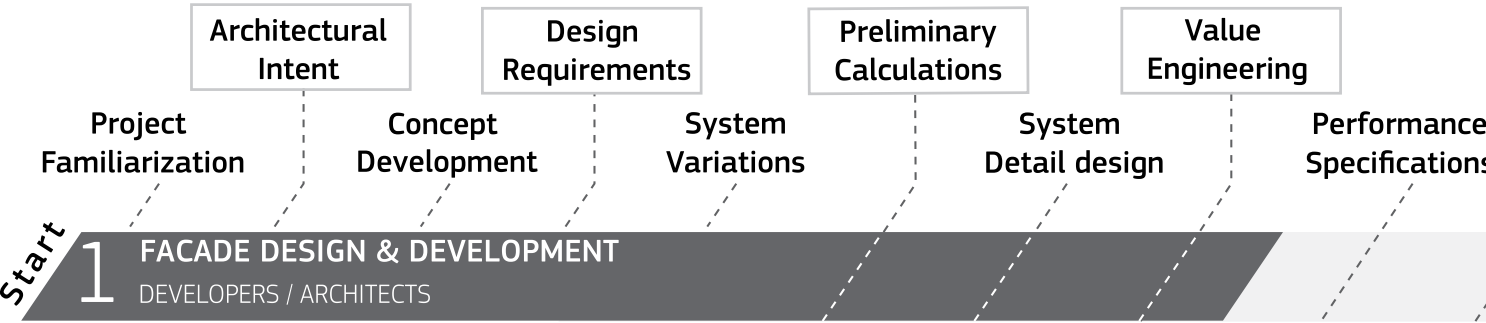 Architectural
Intent
Design
Requirements
Preliminary
Calculations
Value
Engineering
Project
Familiarization
Concept
Development
System
Variations
System
Detail design
Performance
Specifications
Start
1
FACADE DESIGN & DEVELOPMENT
DEVELOPERS / ARCHITECTS